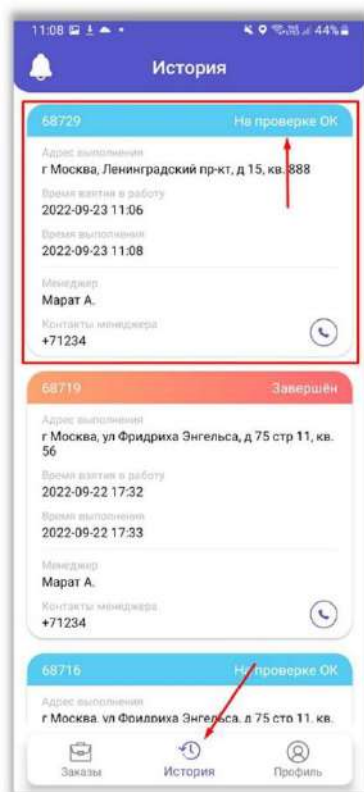 11:08 44%
История
68729 На проверке ОК
Адрес выполнения
г Москва, Ленинградский пр-кт, д 15, кв. 888
Время взятия в работу
2022-09-23 11:06
Время выполнения
2022-09-23 11:08
Менеджер
Марат А.
Контакты менеджера
+71234
68719 Завершён
Адрес выполнения
г Москва, ул Фридриха Энгельса, д 75 стр 11, кв.
56
Время взятия в работу
2022-09-22 17:32
Время выполнения
2022-09-22 17:33
Менеджер
Марат А.
Контакты менеджера
+71234
68716 На проверке ОК
Адрес выполнения
г Москва, ул Фридриха Энгельса, д 75 стр 11, кв.
Заказы История Профиль